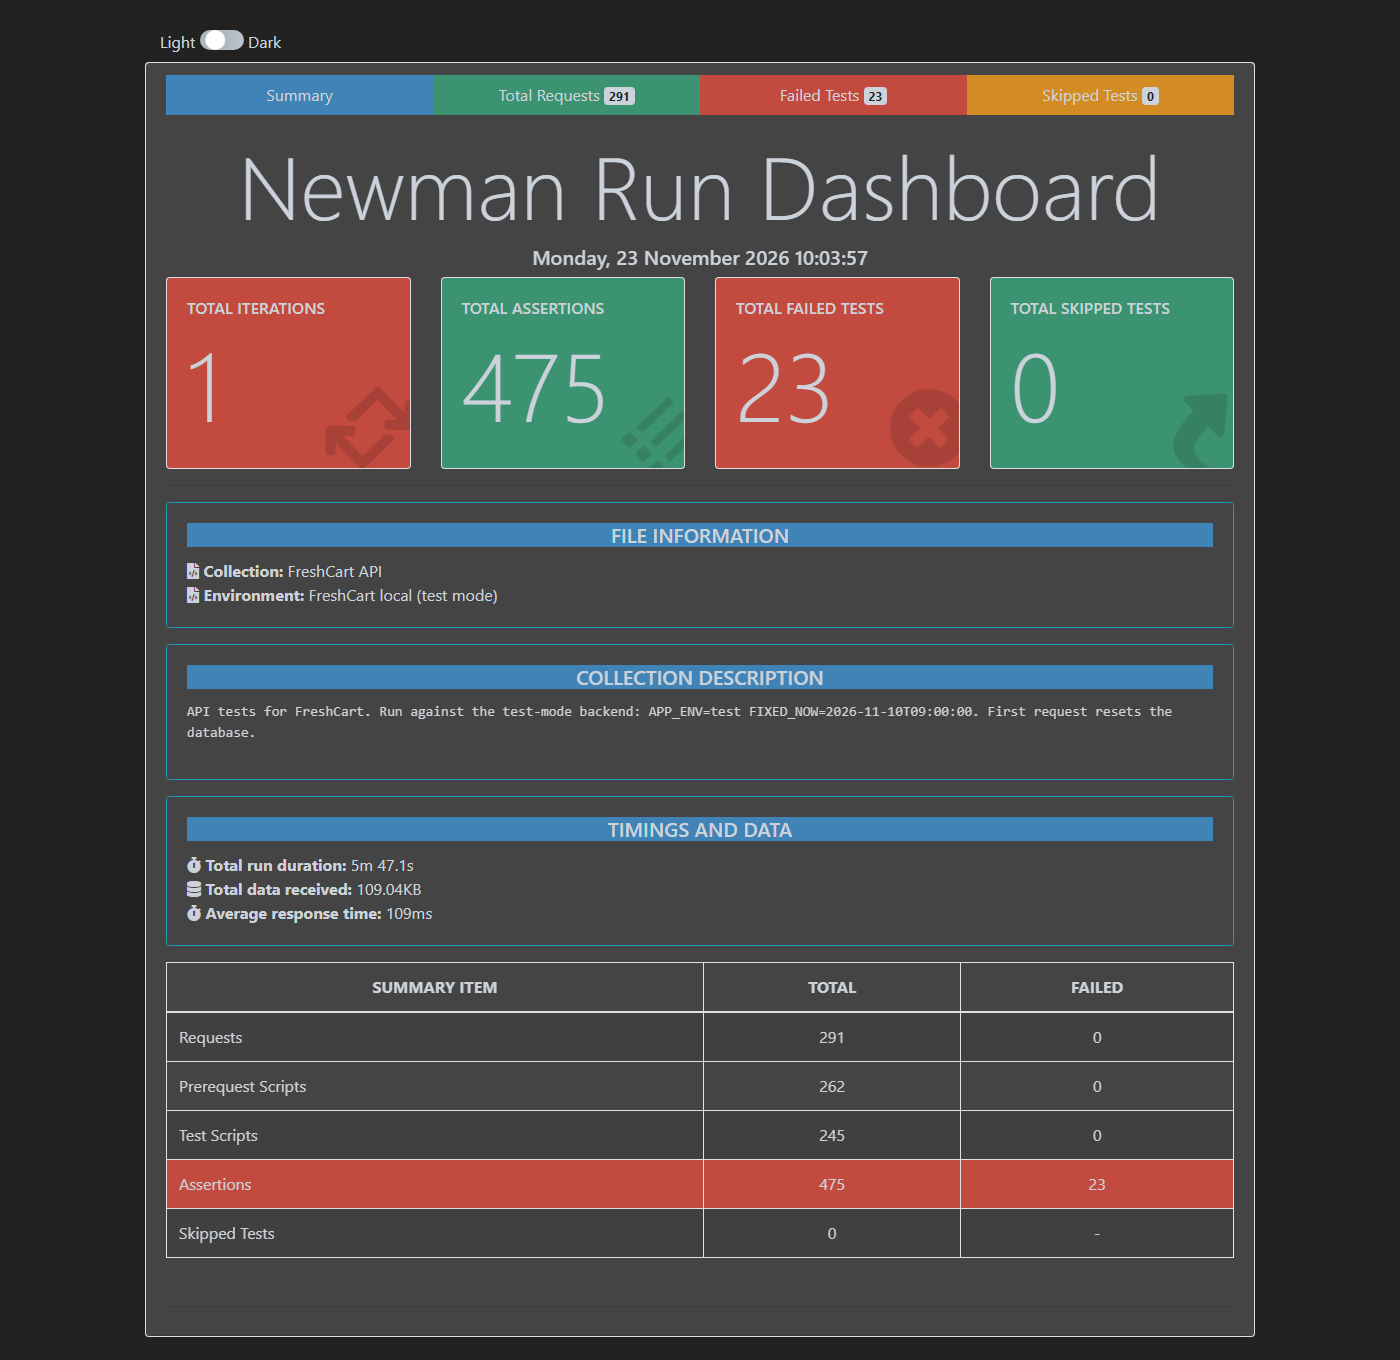 Light Dark
Summary Total Requests 291 Failed Tests 23 Skipped Tests 0
Newman Run Dashboard
Monday, 23 November 2026 10:03:57
TOTAL ITERATIONS
1
TOTAL ASSERTIONS
475
TOTAL FAILED TESTS
23
TOTAL SKIPPED TESTS
0
FILE INFORMATION
Collection: FreshCart API
Environment: FreshCart local (test mode)
COLLECTION DESCRIPTION
API tests for FreshCart. Run against the test-mode backend: APP_ENV=test FIXED_NOW=2026-11-10T09:00:00. First request resets the
database.
TIMINGS AND DATA
Total run duration: 5m 47.1s
Total data received: 109.04KB
Average response time: 109ms
SUMMARY ITEM TOTAL FAILED
Requests 291 0
Prerequest Scripts 262 0
Test Scripts 245 0
Assertions 475 23
Skipped Tests 0 -